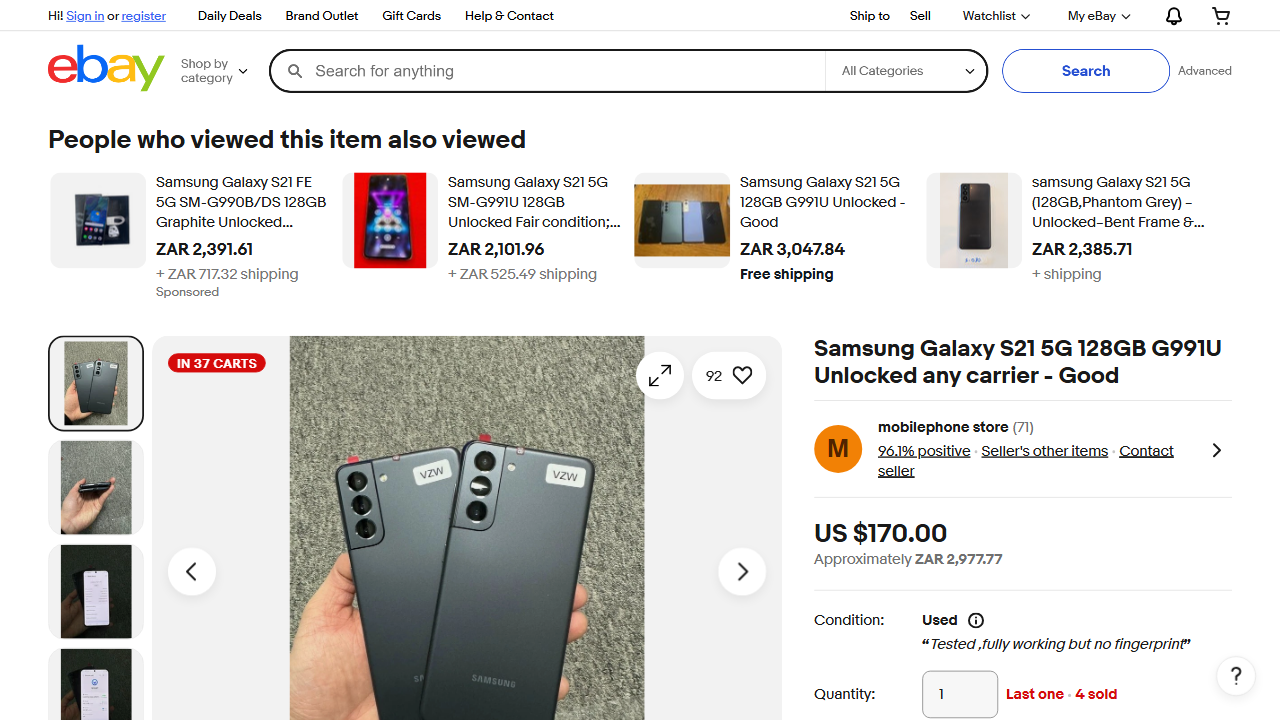 Hi! Sign in or register
Daily Deals
Brand Outlet
Gift Cards
Help & Contact
Ship to
Sell
Watchlist
My eBay
ebay
Shop by category
Search for anything
All Categories
Search
Advanced
People who viewed this item also viewed
Samsung Galaxy S21 FE
5G SM-G990B/DS 128GB
Graphite Unlocked...
ZAR 2,391.61
+ ZAR 717.32 shipping
Sponsored
Samsung Galaxy S21 5G
SM-G991U 128GB
Unlocked Fair condition;...
ZAR 2,101.96
+ ZAR 525.49 shipping
Samsung Galaxy S21 5G
128GB G991U Unlocked -
Good
ZAR 3,047.84
Free shipping
samsung galaxy s21 5G
(128GB,Phantom Grey) -
Unlocked-Bent Frame &...
ZAR 2,385.71
+ shipping
IN 37 CARTS
92
VZW
VZW
SAMSUNG
Samsung Galaxy S21 5G 128GB G991U
Unlocked any carrier - Good
M
mobilephone store (71)
96.1% positive · Seller's other items · Contact
seller
US $170.00
Approximately ZAR 2,977.77
Condition:
Used
“Tested ,fully working but no fingerprint”
Quantity:
1
Last one · 4 sold
?